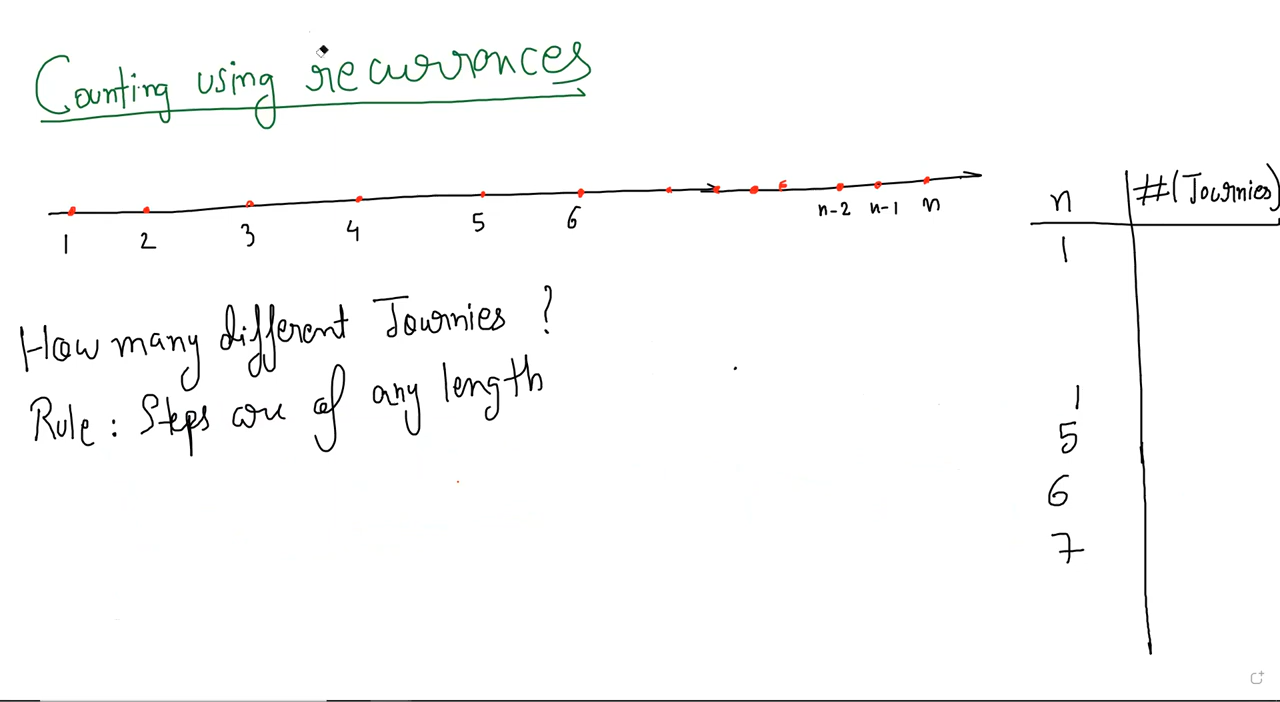 Counting using recurrences
1 2 3 4 5 6 n-2 n-1 n
n #(Journies)
1
How many different Journies ?
Rule : Steps are of any length
1
5
6
7